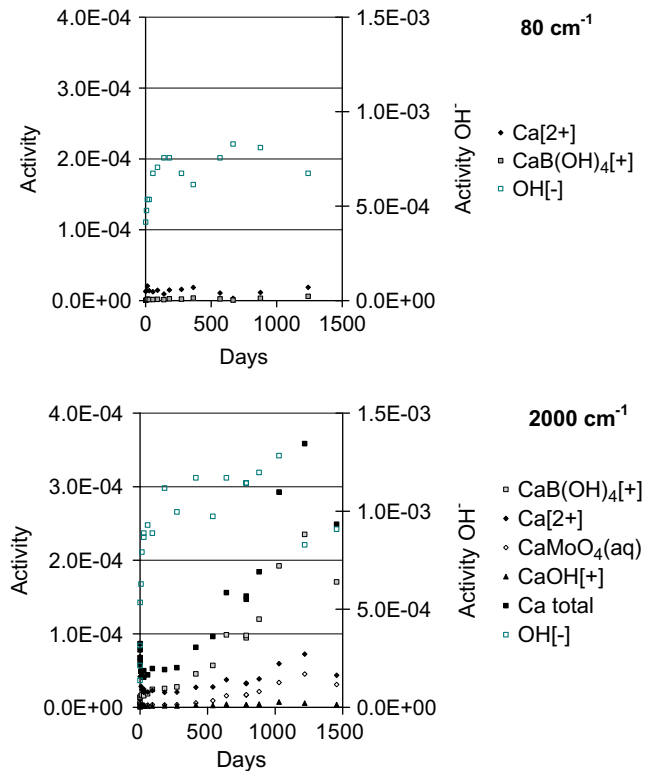 80 cm⁻¹
4.0E-04
3.0E-04
2.0E-04
1.0E-04
0.0E+00
Activity
1.5E-03
1.0E-03
5.0E-04
0.0E+00
Activity OH⁻
0 500 1000 1500
Days
Ca[2+]
CaB(OH)₄[+]
OH[-]
2000 cm⁻¹
4.0E-04
3.0E-04
2.0E-04
1.0E-04
0.0E+00
Activity
1.5E-03
1.0E-03
5.0E-04
0.0E+00
Activity OH⁻
0 500 1000 1500
Days
CaB(OH)₄[+]
Ca[2+]
CaMoO₄(aq)
CaOH[+]
Ca total
OH[-]